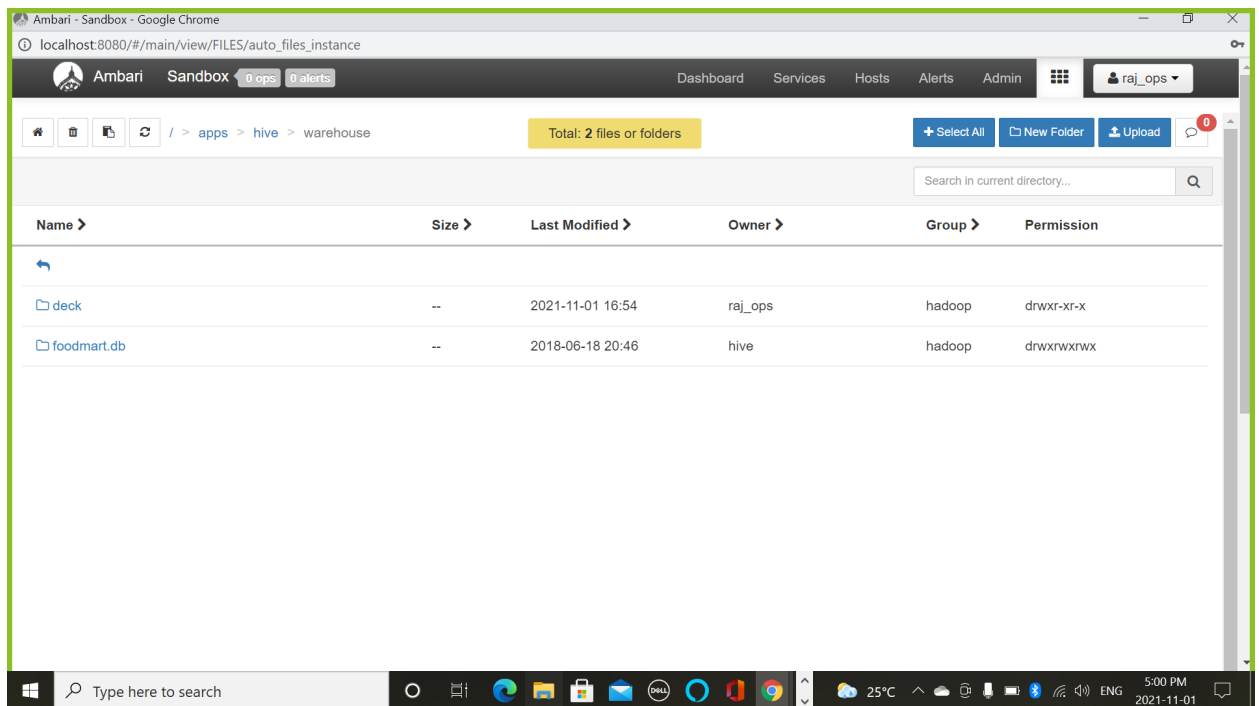 Ambari - Sandbox - Google Chrome
localhost:8080/#/main/view/FILES/auto_files_instance
Ambari Sandbox 0 ops 0 alerts Dashboard Services Hosts Alerts Admin raj_ops
/ > apps > hive > warehouse Total: 2 files or folders + Select All New Folder Upload 0
Search in current directory...
Name Size Last Modified Owner Group Permission
deck -- 2021-11-01 16:54 raj_ops hadoop drwxr-xr-x
foodmart.db -- 2018-06-18 20:46 hive hadoop drwxrwxrwx
Type here to search DELL 25°C ENG 5:00 PM
2021-11-01